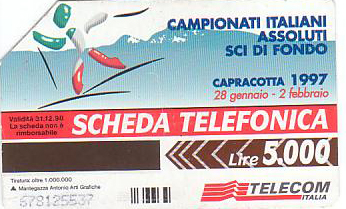 CAMPIONATI ITALIANI
ASSOLUTI
SCI DI FONDO
CAPRACOTTA 1997
28 gennaio - 2 febbraio
Validità 31.12.98
La scheda non è
rimborsabile
SCHEDA TELEFONICA
Lire 5.000
Tiratura: oltre 1.000.000
Mantegazza Antonio Arti Grafiche
678125537
TELECOM
ITALIA